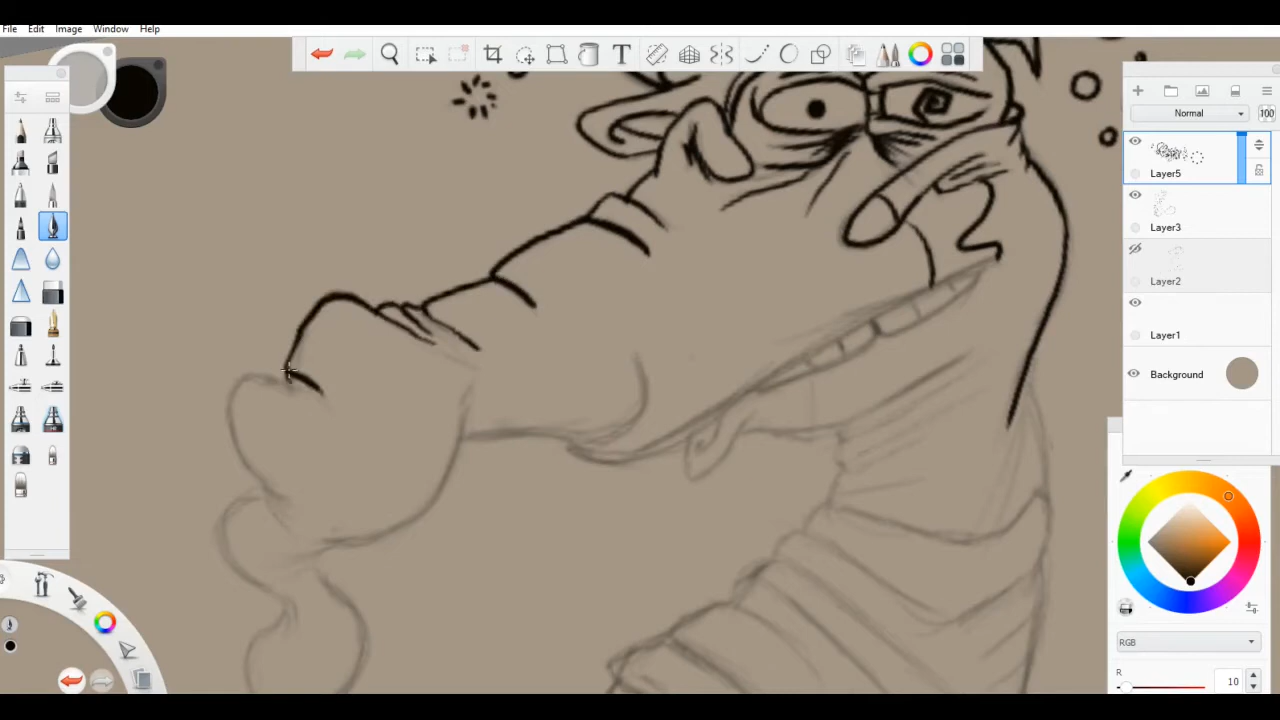 File Edit Image Window Help
T
Normal 100
Layer5
Layer3
Layer2
Layer1
Background
RGB
R 10